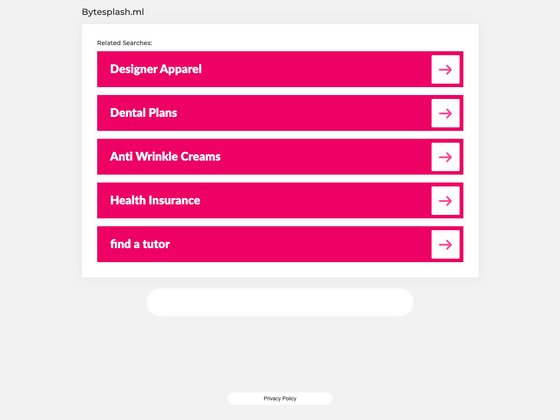 Bytesplash.ml
Related Searches:
Designer Apparel
Dental Plans
Anti Wrinkle Creams
Health Insurance
find a tutor
Privacy Policy